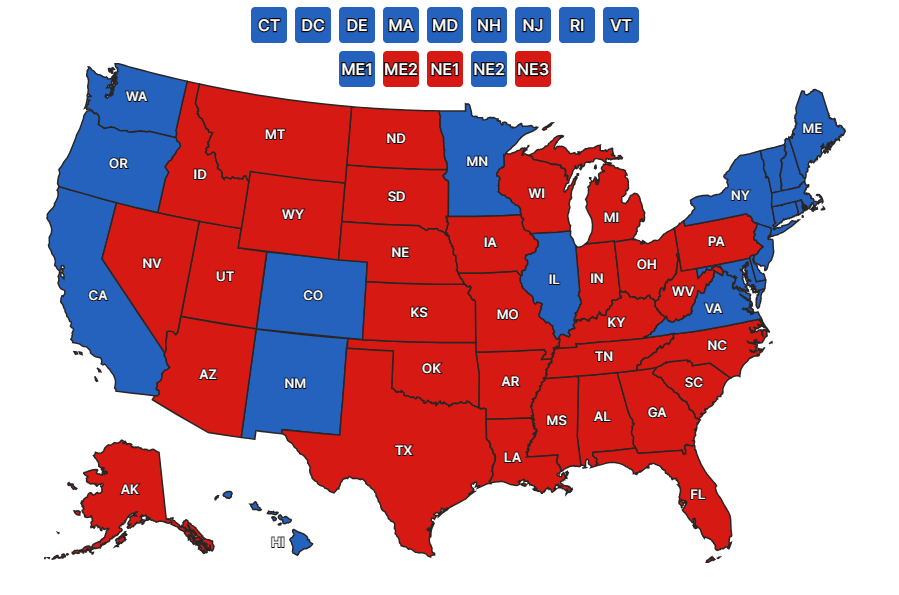 CT DC DE MA MD NH NJ RI VT
ME1 ME2 NE1 NE2 NE3
WA
ME
MT
ND
MN
OR
ID
WI
NY
SD
WY
MI
IA
PA
NE
NV
OH
UT
IL
IN
CA
CO
WV
VA
KS
MO
KY
NC
TN
OK
AZ
NM
AR
SC
GA
MS
AL
TX
LA
AK
FL
HI